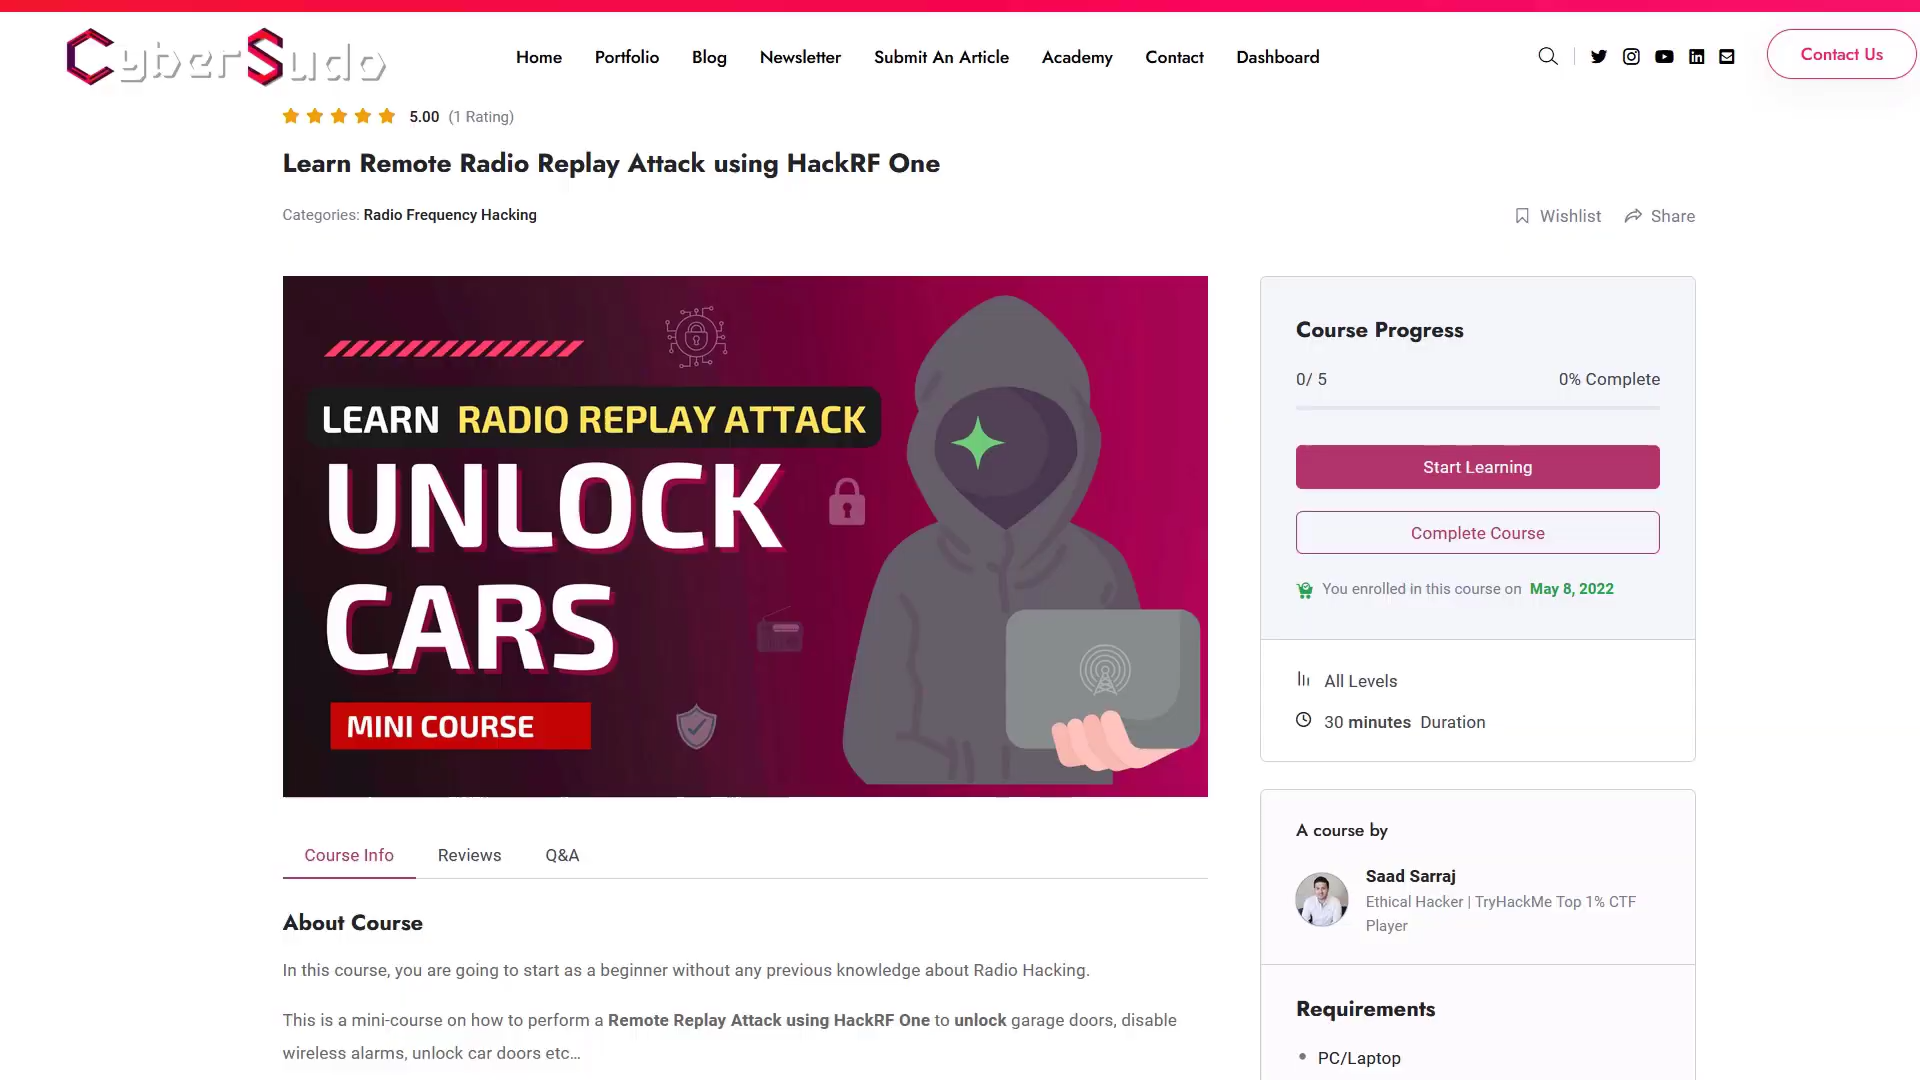 CyberSudo
Home Portfolio Blog Newsletter Submit An Article Academy Contact Dashboard
Contact Us
5.00 (1 Rating)
Learn Remote Radio Replay Attack using HackRF One
Categories: Radio Frequency Hacking
Wishlist Share
LEARN RADIO REPLAY ATTACK
UNLOCK
CARS
MINI COURSE
Course Progress
0/ 5 0% Complete
Start Learning
Complete Course
You enrolled in this course on May 8, 2022
All Levels
30 minutes Duration
A course by
Saad Sarraj
Ethical Hacker | TryHackMe Top 1% CTF
Player
Requirements
PC/Laptop
Course Info Reviews Q&A
About Course
In this course, you are going to start as a beginner without any previous knowledge about Radio Hacking.
This is a mini-course on how to perform a Remote Replay Attack using HackRF One to unlock garage doors, disable
wireless alarms, unlock car doors etc...